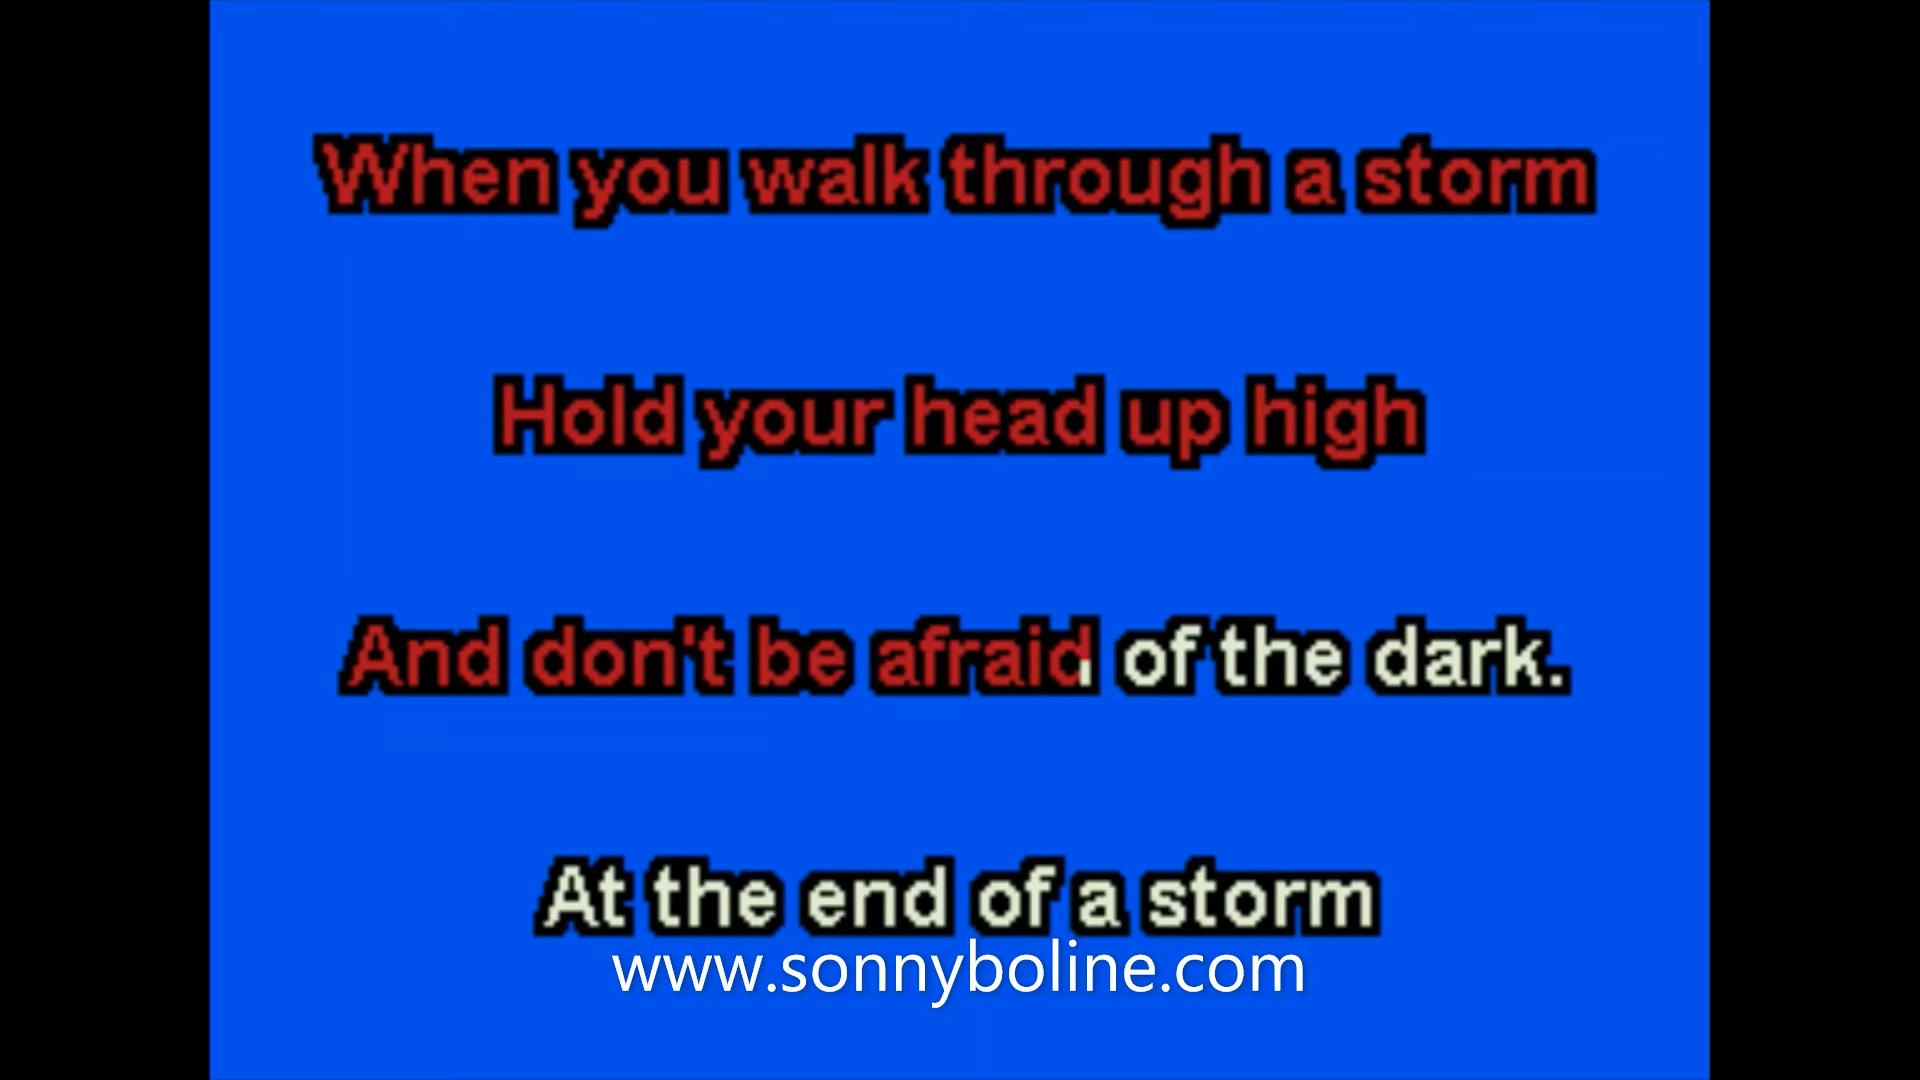 When you walk through a storm
Hold your head up high
And don't be afraid of the dark.
At the end of a storm
www.sonnyboline.com